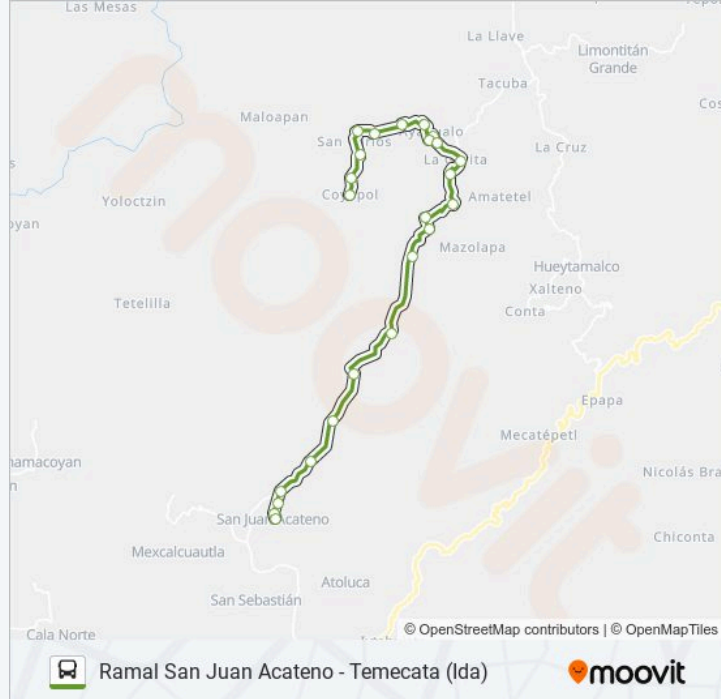 Las Mesas
La Llave
Limontitán
Grande
Tacuba
Maloapan
La Cruz
Yoloctzin
Amatetel
Mazolapa
Hueytamalco
Xalteno
Tetelilla
Conta
Epapa
Mecatépetl
Nicolás Bra
San Juan Acateno
Chiconta
Mexcalcuautla
Atoluca
San Sebastián
Cala Norte
© OpenStreetMap contributors | © OpenMapTiles
Ramal San Juan Acateno - Temecata (Ida)
moovit
moovit